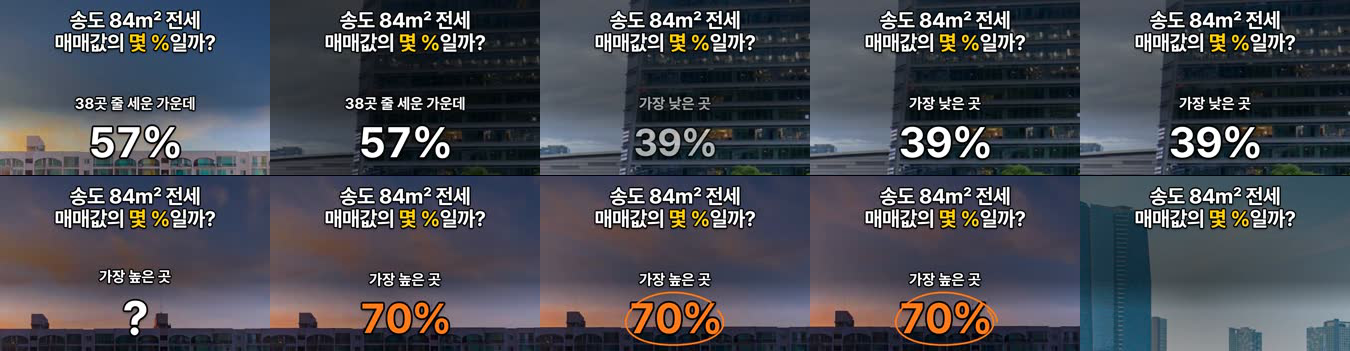 송도 84m² 전세
매매값의 몇 %일까?
38곳 줄 세운 가운데
57%
송도 84m² 전세
매매값의 몇 %일까?
38곳 줄 세운 가운데
57%
송도 84m² 전세
매매값의 몇 %일까?
가장 낮은 곳
39%
송도 84m² 전세
매매값의 몇 %일까?
가장 낮은 곳
39%
송도 84m² 전세
매매값의 몇 %일까?
가장 낮은 곳
39%
송도 84m² 전세
매매값의 몇 %일까?
가장 높은 곳
?
송도 84m² 전세
매매값의 몇 %일까?
가장 높은 곳
70%
송도 84m² 전세
매매값의 몇 %일까?
가장 높은 곳
70%
송도 84m² 전세
매매값의 몇 %일까?
가장 높은 곳
70%
송도 84m² 전세
매매값의 몇 %일까?